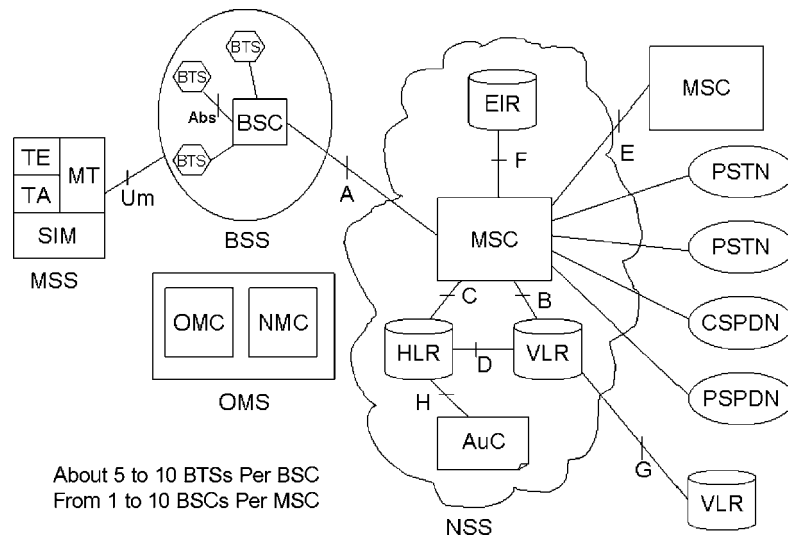 BTS
BTS
Abs
BSC
BTS
BSS
TE
MT
TA
SIM
MSS
Um
A
EIR
F
E
MSC
MSC
PSTN
PSTN
CSPDN
PSPDN
C
B
HLR
D
VLR
H
AuC
G
VLR
NSS
OMC
NMC
OMS
About 5 to 10 BTSs Per BSC
From 1 to 10 BSCs Per MSC